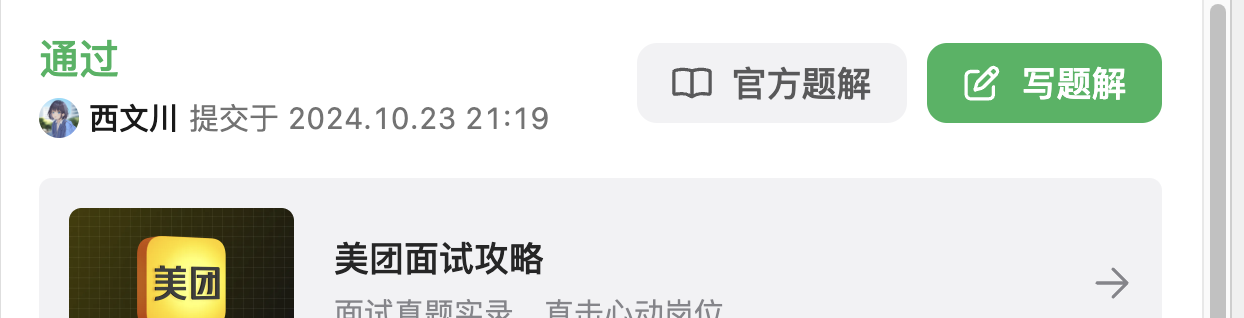 通过
西文川 提交于 2024.10.23 21:19
官方题解
写题解
美团
美团面试攻略
面试真题实录，直击心动岗位